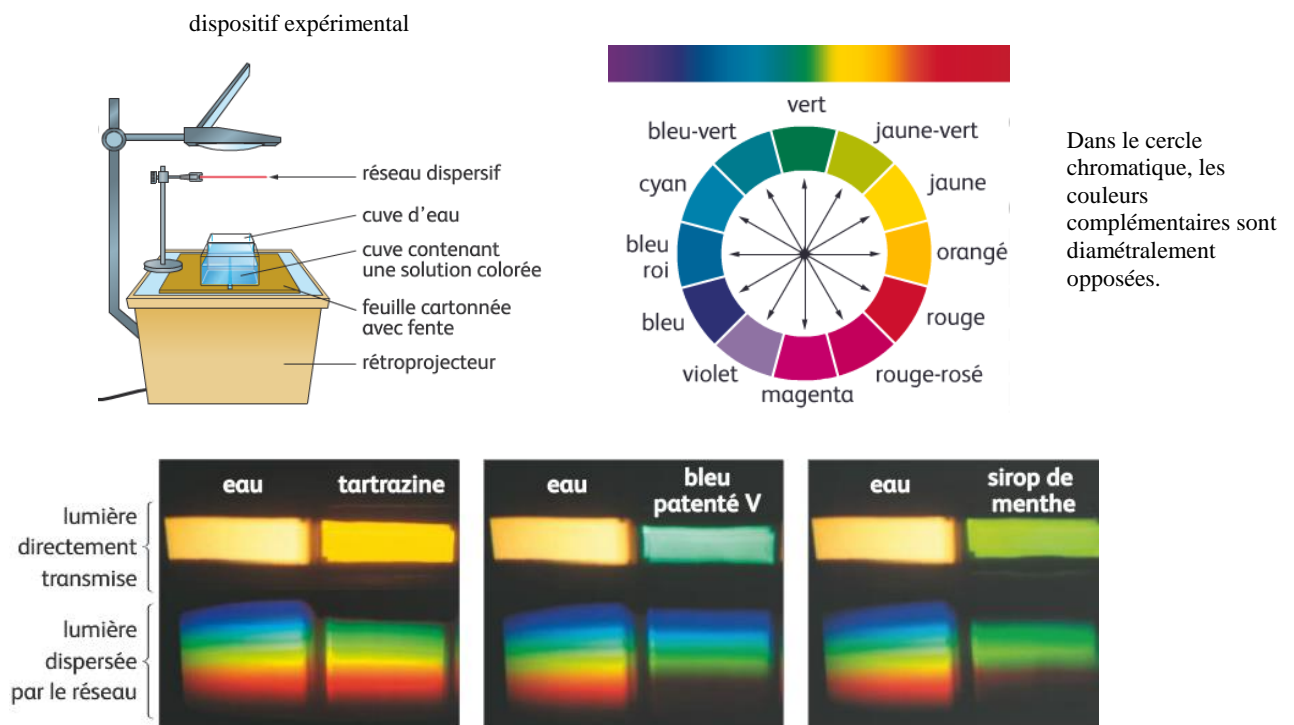 dispositif expérimental
réseau dispersif
cuve d'eau
cuve contenant
une solution colorée
feuille cartonnée
avec fente
rétroprojecteur
vert
bleu-vert
jaune-vert
cyan
jaune
bleu
roi
orangé
bleu
rouge
violet
rouge-rosé
magenta
Dans le cercle
chromatique, les
couleurs
complémentaires sont
diamétralement
opposées.
eau
tartrazine
eau
bleu
patenté V
eau
sirop de
menthe
lumière
directement
transmise
lumière
dispersée
par le réseau